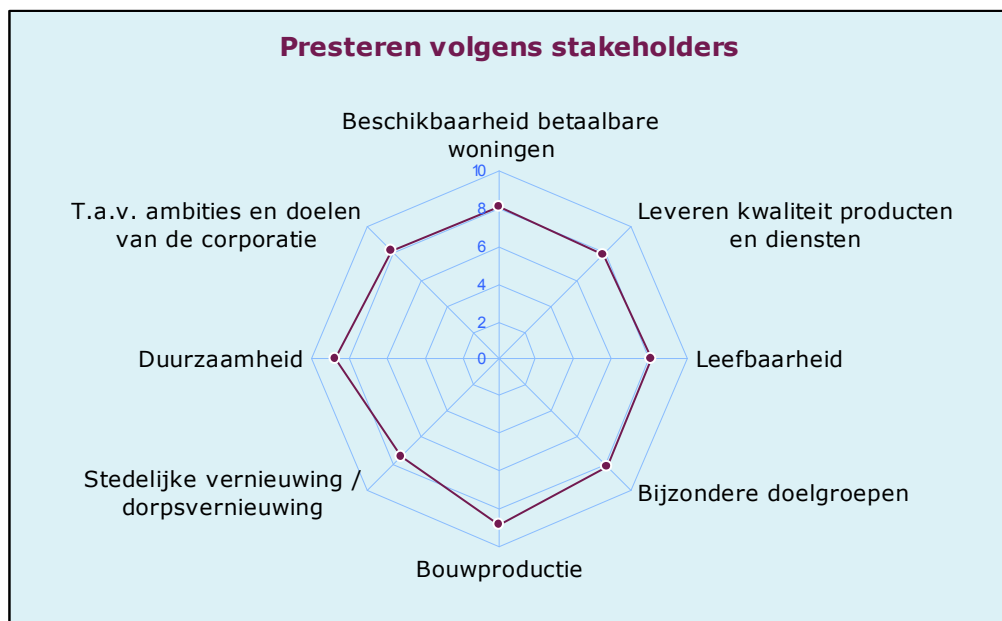 Presteren volgens stakeholders
Beschikbaarheid betaalbare
woningen
T.a.v. ambities en doelen
van de corporatie
Leveren kwaliteit producten
en diensten
10
8
6
4
2
0
Duurzaamheid
Leefbaarheid
Stedelijke vernieuwing /
dorpsvernieuwing
Bijzondere doelgroepen
Bouwproductie